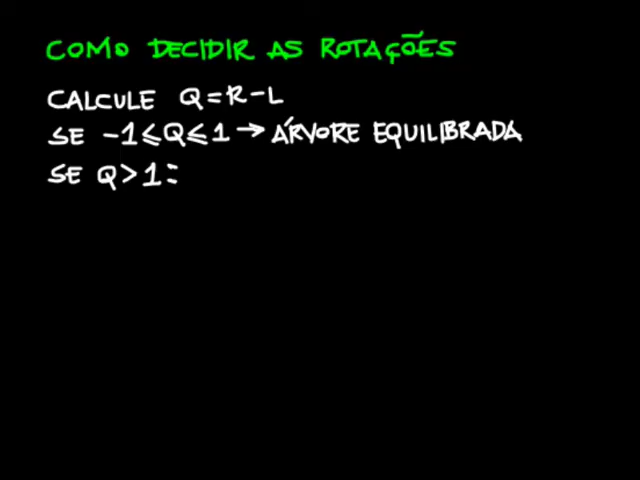 COMO DECIDIR AS ROTAÇÕES
CALCULE Q=R-L
SE -1≤Q≤1→ÁRVORE EQUILIBRADA
SE Q>1: